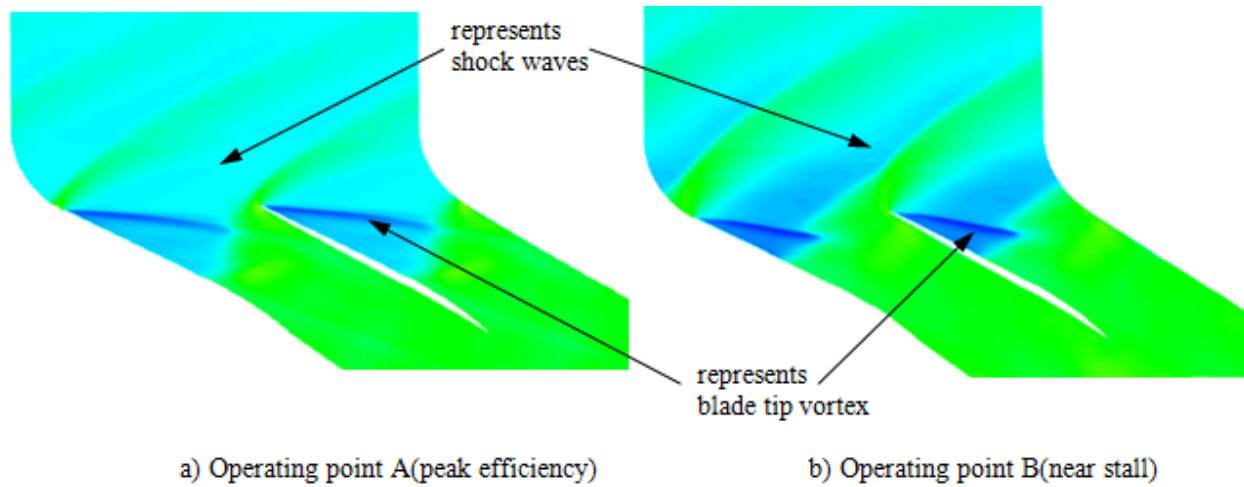 represents
shock waves
represents
blade tip vortex
a) Operating point A(peak efficiency)
b) Operating point B(near stall)